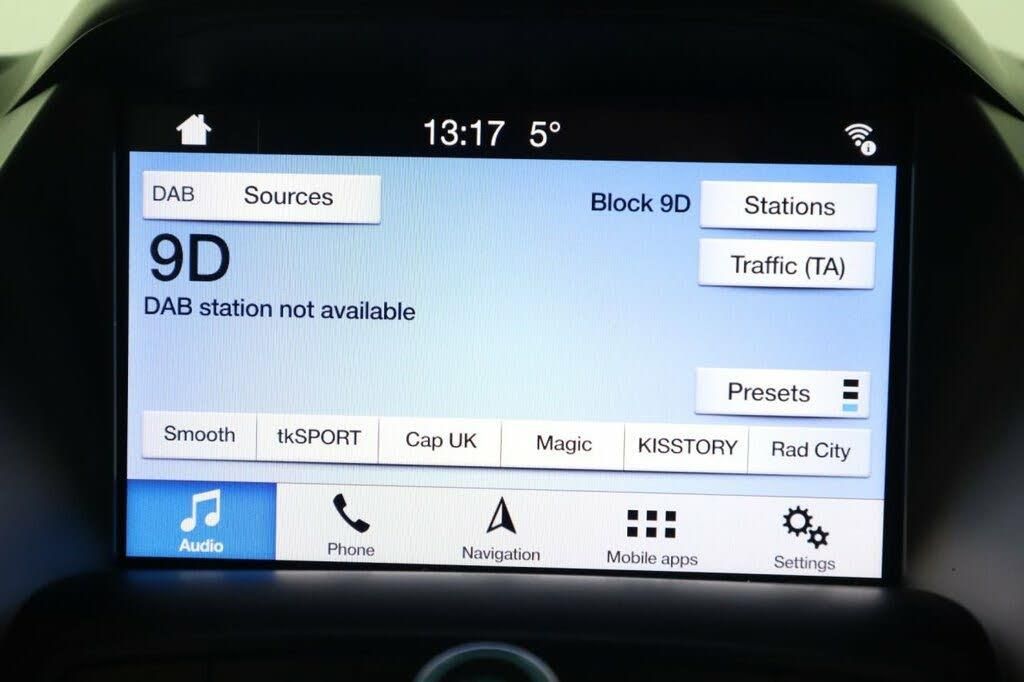 13:17 5°
DAB Sources
Block 9D Stations
9D
Traffic (TA)
DAB station not available
Presets
Smooth tkSPORT Cap UK Magic KISSTORY Rad City
Audio Phone Navigation Mobile apps Settings